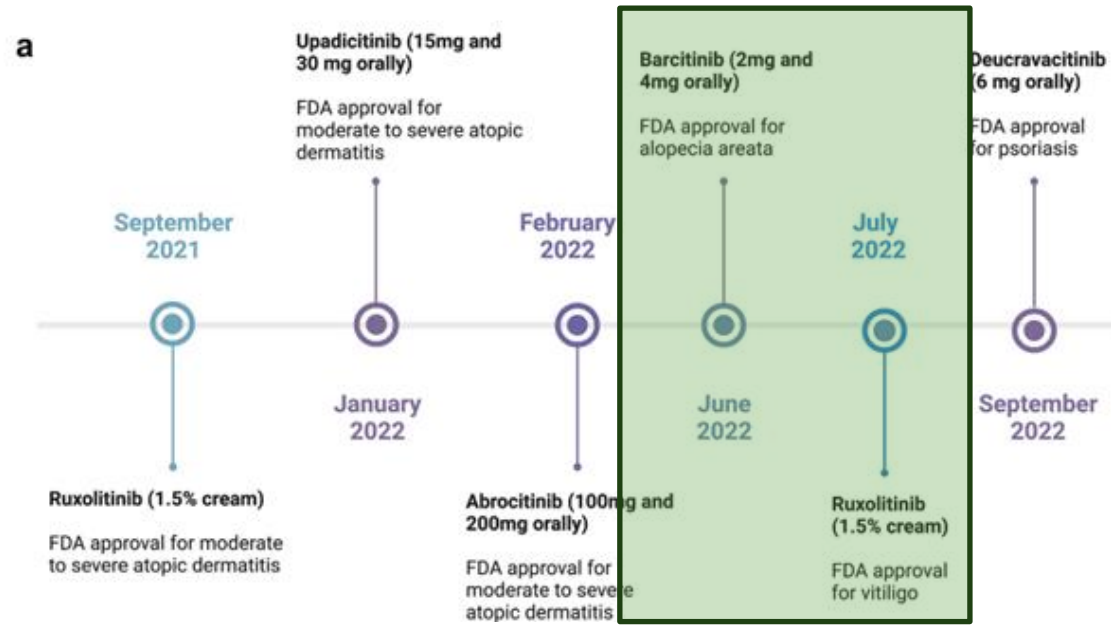 a
Upadicitinib (15mg and
30 mg orally)
FDA approval for
moderate to severe atopic
dermatitis
Barcitinib (2mg and
4mg orally)
FDA approval for
alopecia areata
Deucravacitinib
(6 mg orally)
FDA approval
for psoriasis
September
2021
February
2022
July
2022
January
2022
June
2022
September
2022
Ruxolitinib (1.5% cream)
FDA approval for moderate
to severe atopic dermatitis
Abrocitinib (100mg and
200mg orally)
FDA approval for
moderate to severe
atopic dermatitis
Ruxolitinib
(1.5% cream)
FDA approval
for vitiligo